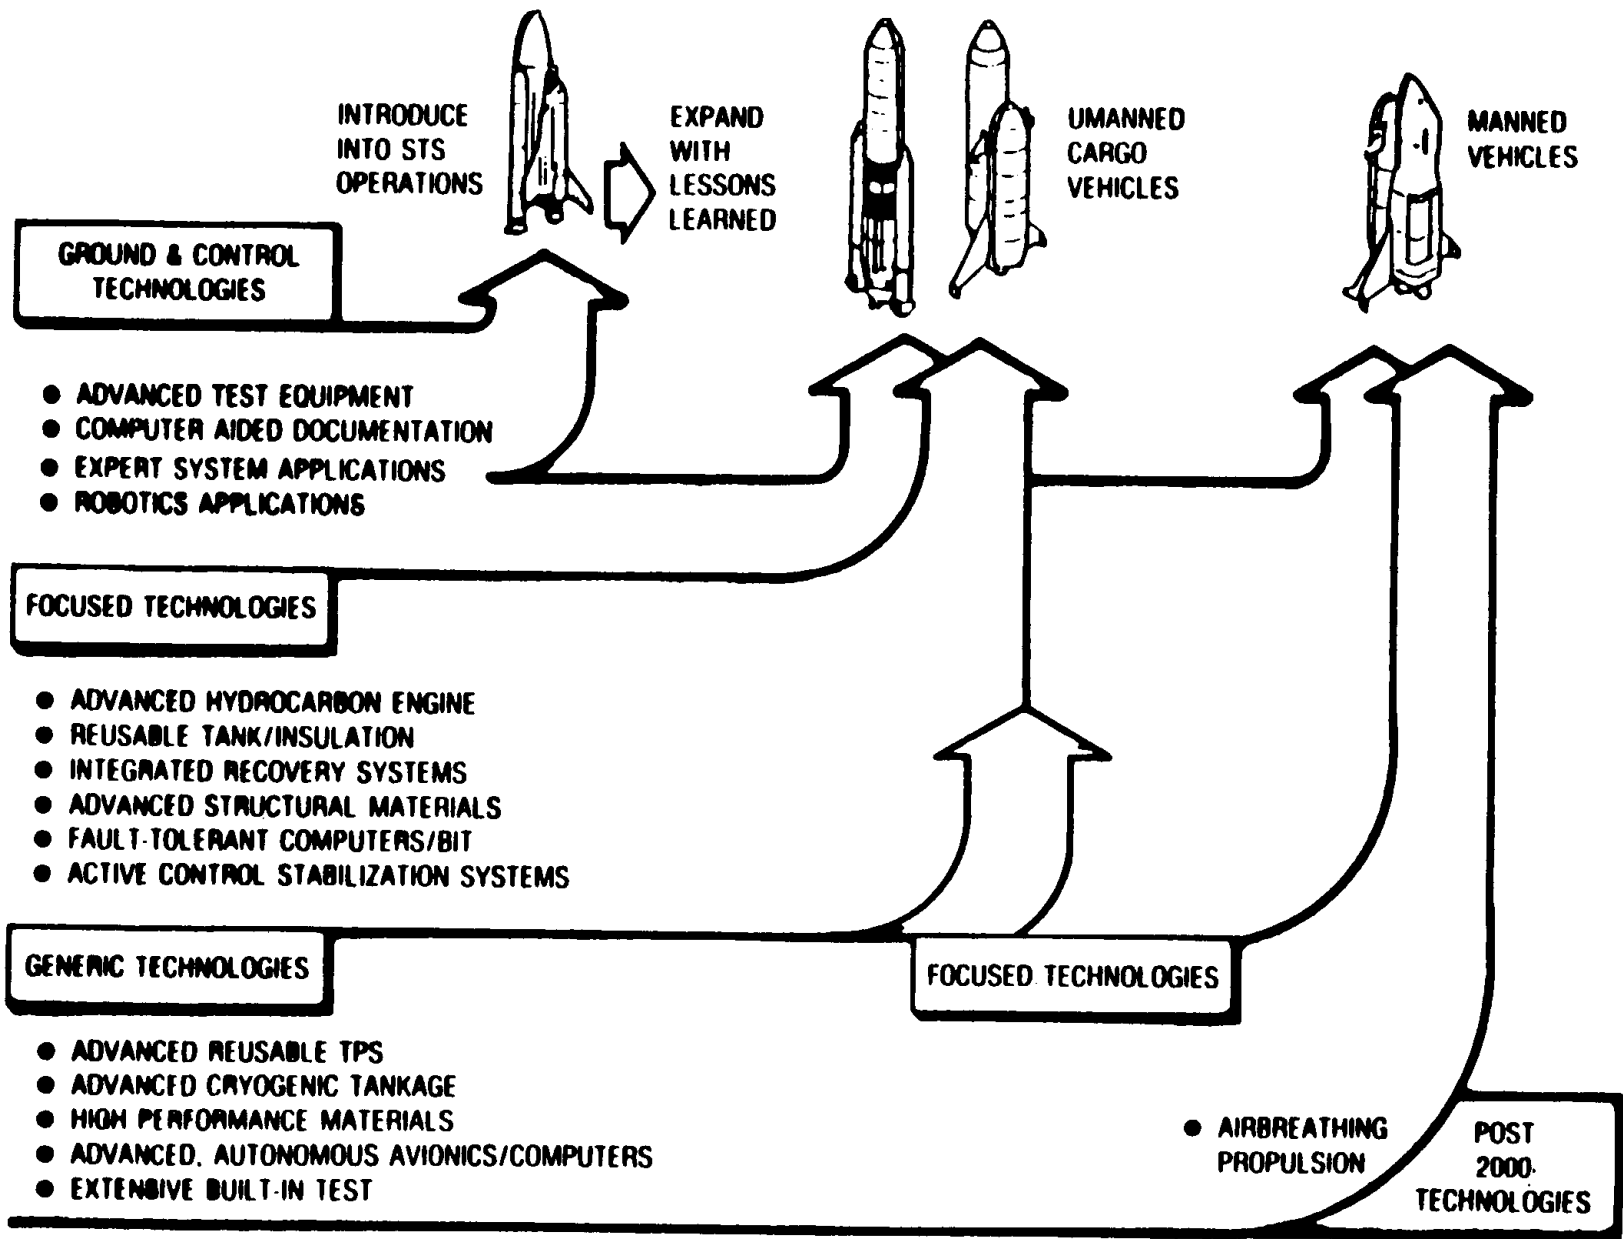 INTRODUCE
INTO STS
OPERATIONS
EXPAND
WITH
LESSONS
LEARNED
UMANNED
CARGO
VEHICLES
MANNED
VEHICLES
GROUND & CONTROL
TECHNOLOGIES
● ADVANCED TEST EQUIPMENT
● COMPUTER AIDED DOCUMENTATION
● EXPERT SYSTEM APPLICATIONS
● ROBOTICS APPLICATIONS
FOCUSED TECHNOLOGIES
● ADVANCED HYDROCARBON ENGINE
● REUSABLE TANK/INSULATION
● INTEGRATED RECOVERY SYSTEMS
● ADVANCED STRUCTURAL MATERIALS
● FAULT-TOLERANT COMPUTERS/BIT
● ACTIVE CONTROL STABILIZATION SYSTEMS
GENERIC TECHNOLOGIES
FOCUSED TECHNOLOGIES
● ADVANCED REUSABLE TPS
● ADVANCED CRYOGENIC TANKAGE
● HIGH PERFORMANCE MATERIALS
● ADVANCED, AUTONOMOUS AVIONICS/COMPUTERS
● EXTENSIVE BUILT-IN TEST
● AIRBREATHING
PROPULSION
POST
2000
TECHNOLOGIES